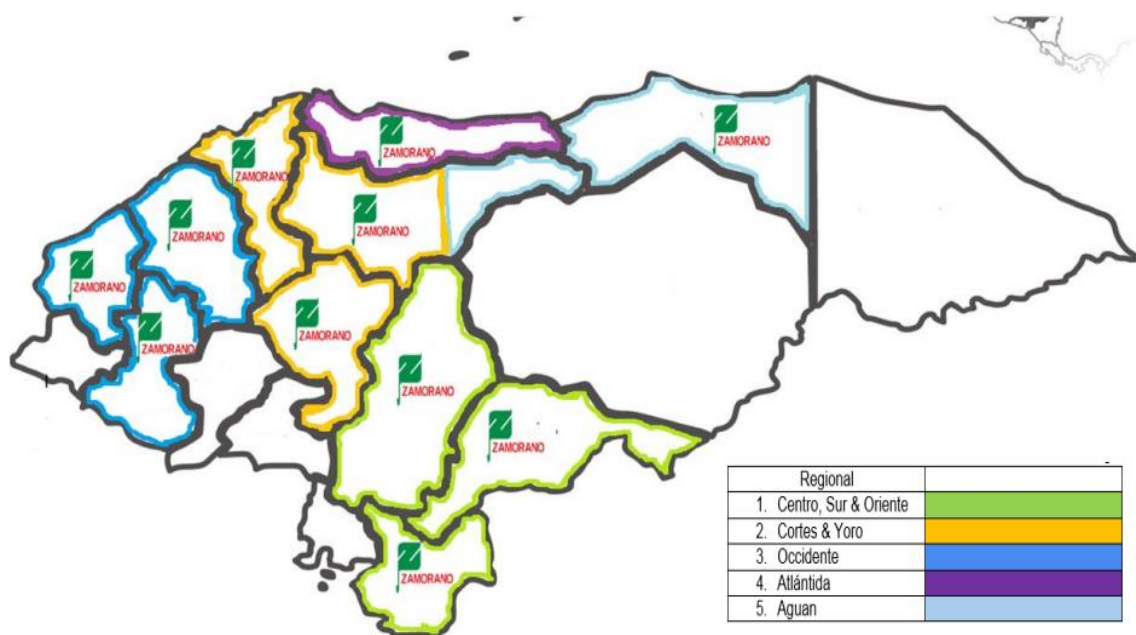 ZAMORANO
ZAMORANO
ZAMORANO
ZAMORANO
ZAMORANO
ZAMORANO
ZAMORANO
ZAMORANO
ZAMORANO
ZAMORANO
ZAMORANO
Regional
1. Centro, Sur & Oriente
2. Cortes & Yoro
3. Occidente
4. Atlántida
5. Aguan